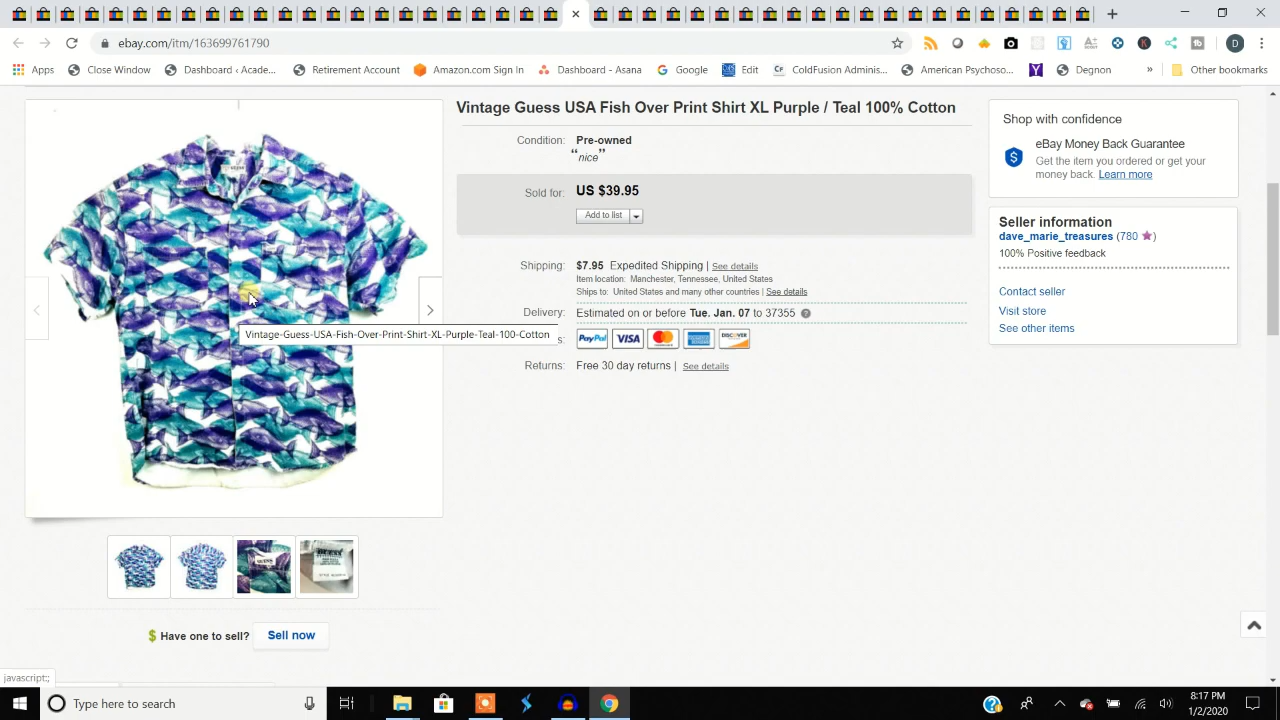 ebay.com/itm/163699761790
D
Apps
Close Window
Dashboard ‹ Acade...
Retirement Account
Amazon.com Sign In
Dashboard - Asana
Google
Edit
ColdFusion Adminis...
American Psychoso...
Degnon
»
Other bookmarks
Vintage Guess USA Fish Over Print Shirt XL Purple / Teal 100% Cotton
Condition: Pre-owned
“nice”
Sold for: US $39.95
Add to list
Shipping: $7.95 Expedited Shipping | See details
Item location: Manchester, Tennessee, United States
Ships to: United States and many other countries | See details
Delivery: Estimated on or before Tue. Jan. 07 to 37355
Vintage-Guess-USA-Fish-Over-Print-Shirt-XL-Purple-Teal-100-Cotton
s:
PayPal VISA DISCOVER
Returns: Free 30 day returns | See details
Shop with confidence
eBay Money Back Guarantee
Get the item you ordered or get your
money back. Learn more
Seller information
dave_marie_treasures (780 )
100% Positive feedback
Contact seller
Visit store
See other items
GUESS
Have one to sell? Sell now
javascript:;
Type here to search
8:17 PM
1/2/2020